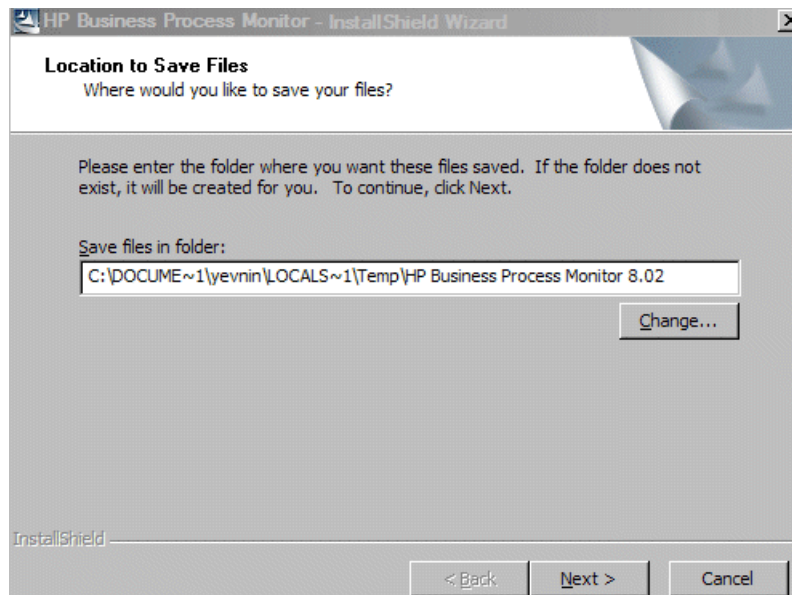 HP Business Process Monitor - InstallShield Wizard
Location to Save Files
Where would you like to save your files?
Please enter the folder where you want these files saved. If the folder does not
exist, it will be created for you. To continue, click Next.
Save files in folder:
C:\DOCUME~1\yevnin\LOCALS~1\Temp\HP Business Process Monitor 8.02
Change...
InstallShield
< Back Next > Cancel